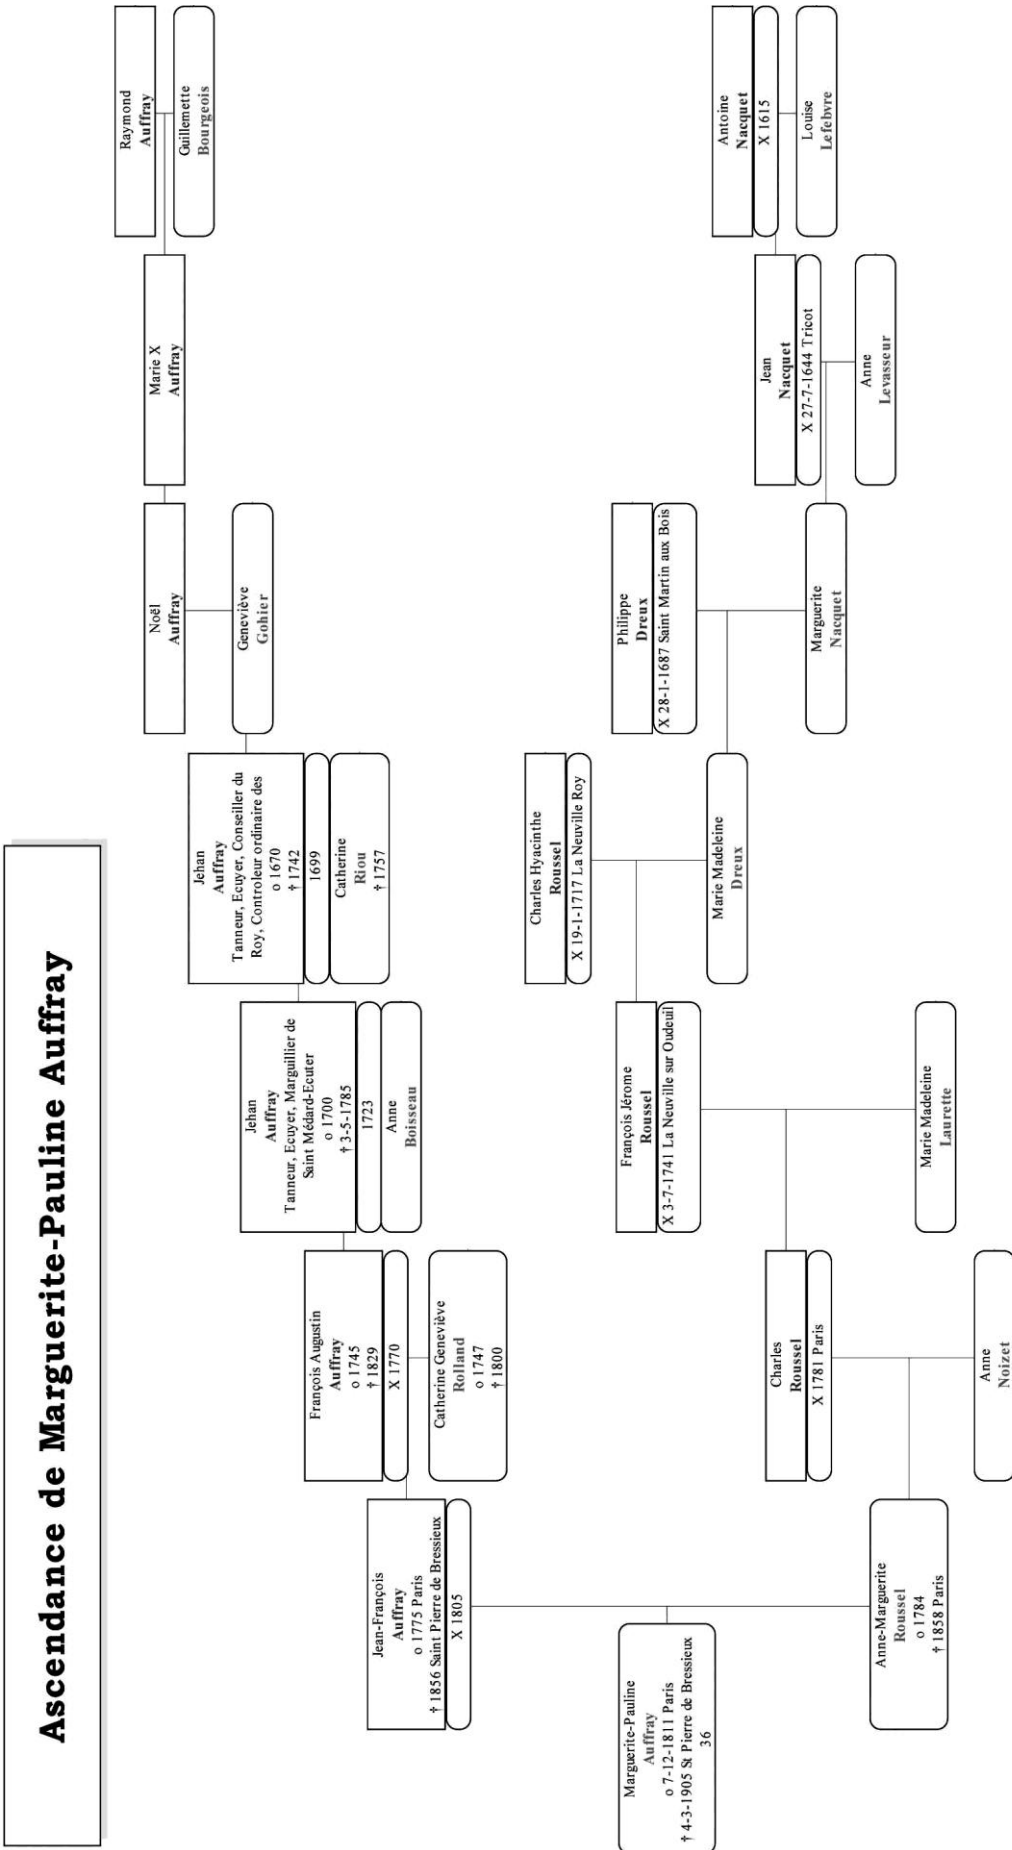 Ascendance de Marguerite-Pauline Auffray
Marguerite-Pauline
Auffray
o 7-12-1811 Paris
† 4-3-1905 St Pierre de Bressieux
36
Jean-François
Auffray
o 1775 Paris
† 1856 Saint Pierre de Bressieux
X 1805
Anne-Marguerite
Roussel
o 1784
† 1858 Paris
François Augustin
Auffray
o 1745
† 1829
X 1770
Catherine Geneviève
Rolland
o 1747
† 1800
Charles
Roussel
X 1781 Paris
Anne
Noizet
Jehan
Auffray
Tanneur, Ecuyer, Marguillier de
Saint Médard-Ecuter
o 1700
† 3-5-1785
1723
Anne
Boisseau
François Jérome
Roussel
X 3-7-1741 La Neuville sur Oudeuil
Marie Madeleine
Laurette
Jehan
Auffray
Tanneur, Ecuyer, Conseiller du
Roy, Controleur ordinaire des
o 1670
† 1742
1699
Catherine
Riou
† 1757
Charles Hyacinthe
Roussel
X 19-1-1717 La Neuville Roy
Marie Madeleine
Dreux
Noël
Auffray
Geneviève
Gohier
Philippe
Dreux
X 28-1-1687 Saint Martin aux Bois
Marguerite
Nacquet
Marie X
Auffray
Jean
Nacquet
X 27-7-1644 Tricot
Anne
Levasseur
Raymond
Auffray
Guillemette
Bourgeois
Antoine
Nacquet
X 1615
Louise
Lefebvre